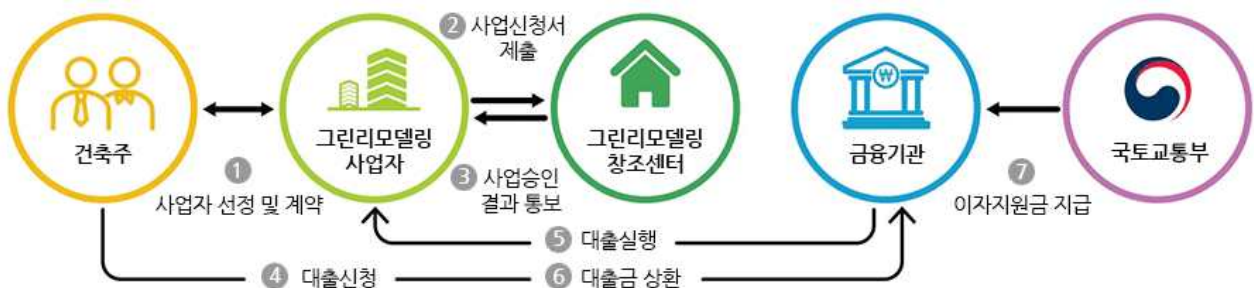 건축주
1
사업자 선정 및 계약
그린리모델링
사업자
2 사업신청서
제출
3 사업승인
결과 통보
그린리모델링
창조센터
₩
금융기관
7
이자지원금 지급
국토교통부
5 대출실행
4 대출신청
6 대출금 상환